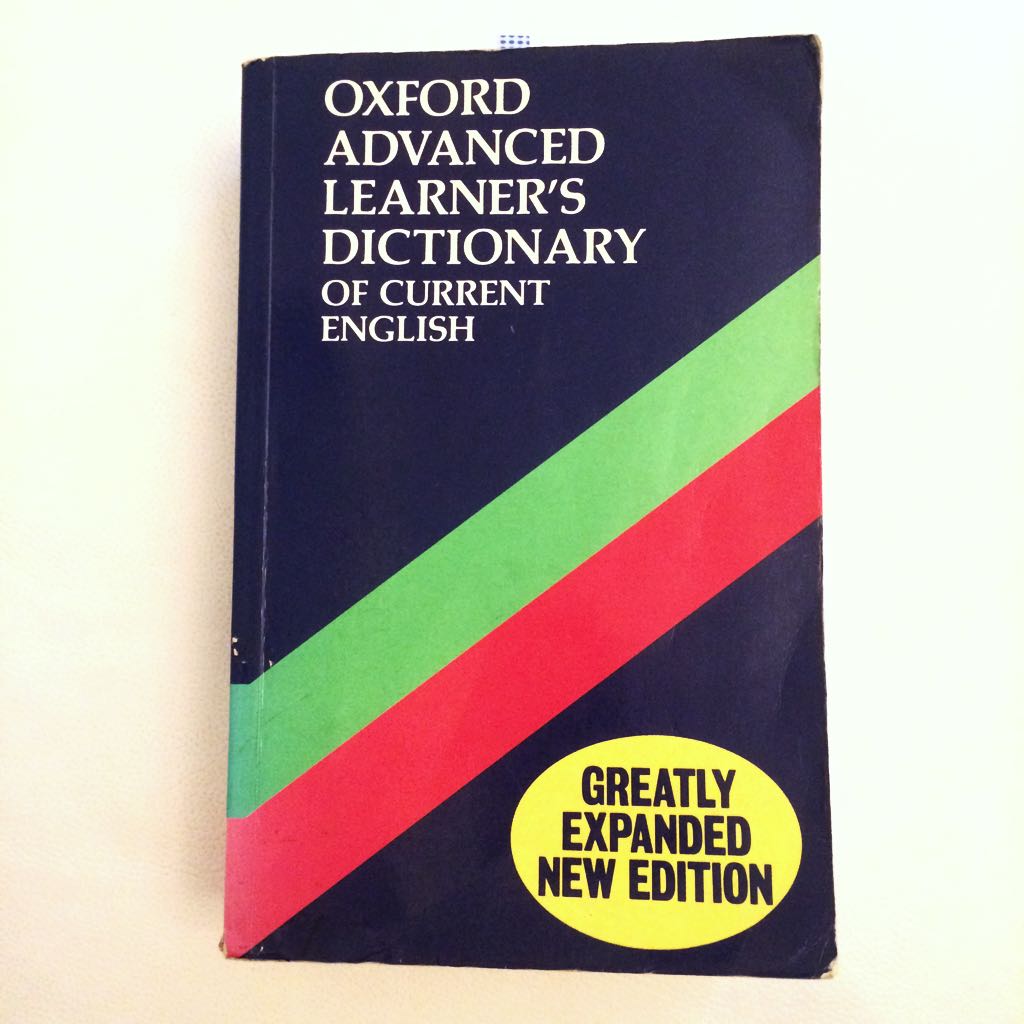 OXFORD
ADVANCED
LEARNER'S
DICTIONARY
OF CURRENT
ENGLISH
GREATLY
EXPANDED
NEW EDITION